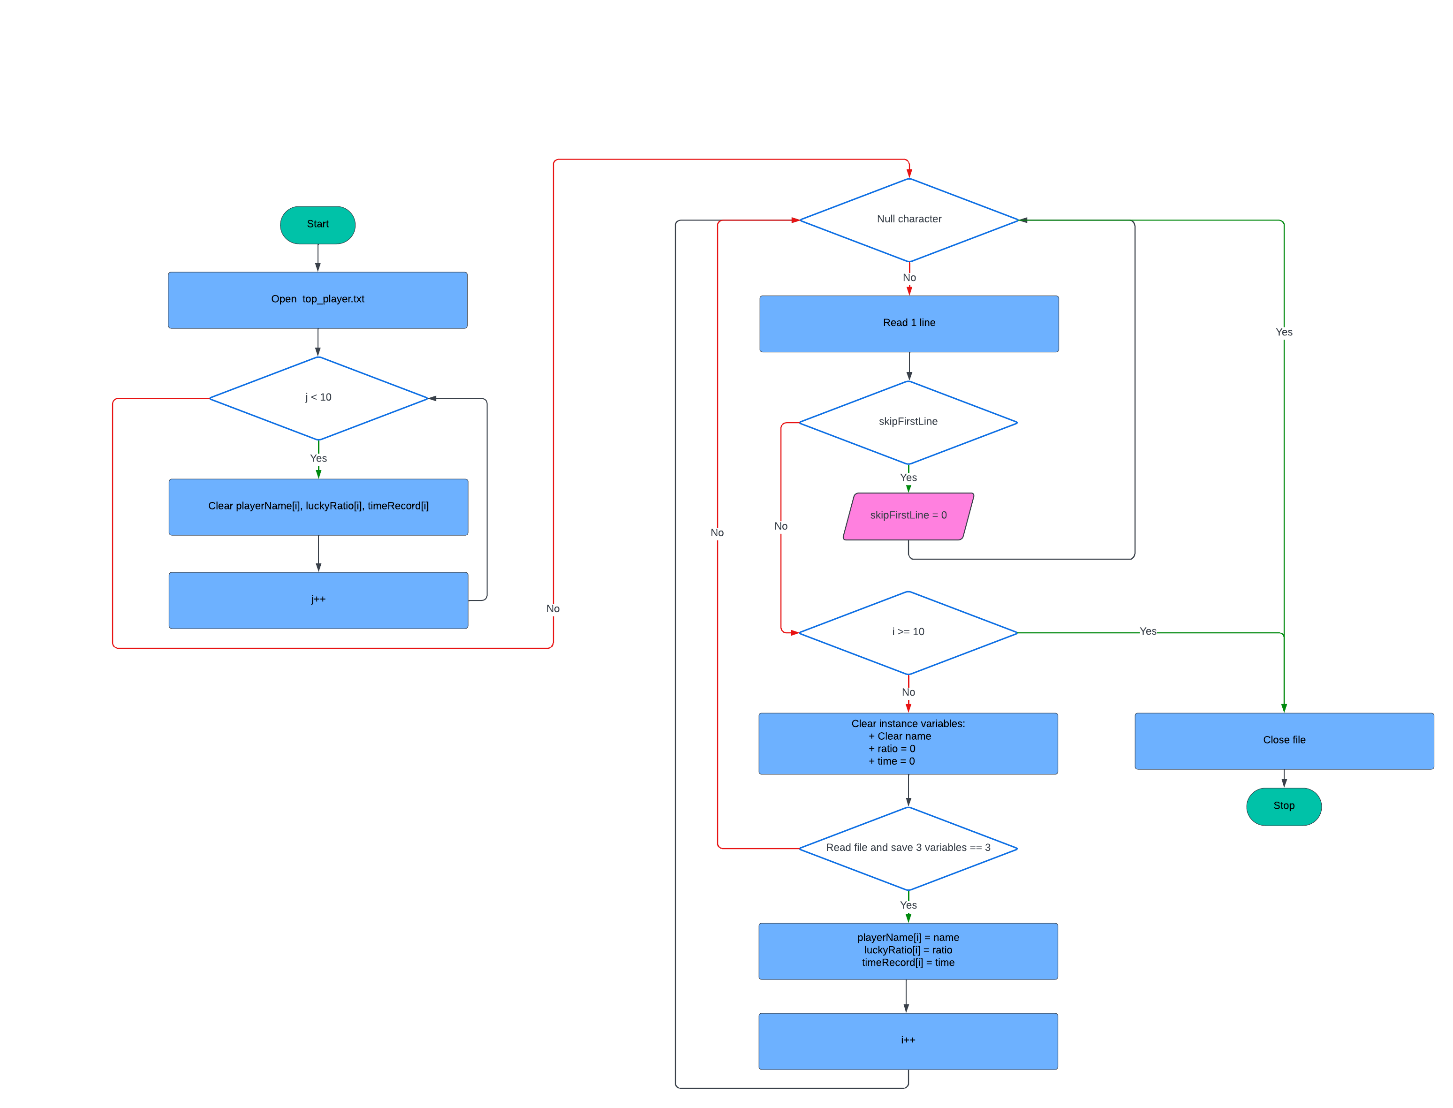 Start
Open  top_player.txt
j < 10
Yes
Clear playerName[i], luckyRatio[i], timeRecord[i]
j++
No
Null character
No
Read 1 line
skipFirstLine
Yes
skipFirstLine = 0
No
No
i >= 10
Yes
Yes
No
Clear instance variables:
+ Clear name
+ ratio = 0
+ time = 0
Read file and save 3 variables == 3
Yes
playerName[i] = name
luckyRatio[i] = ratio
timeRecord[i] = time
i++
Close file
Stop